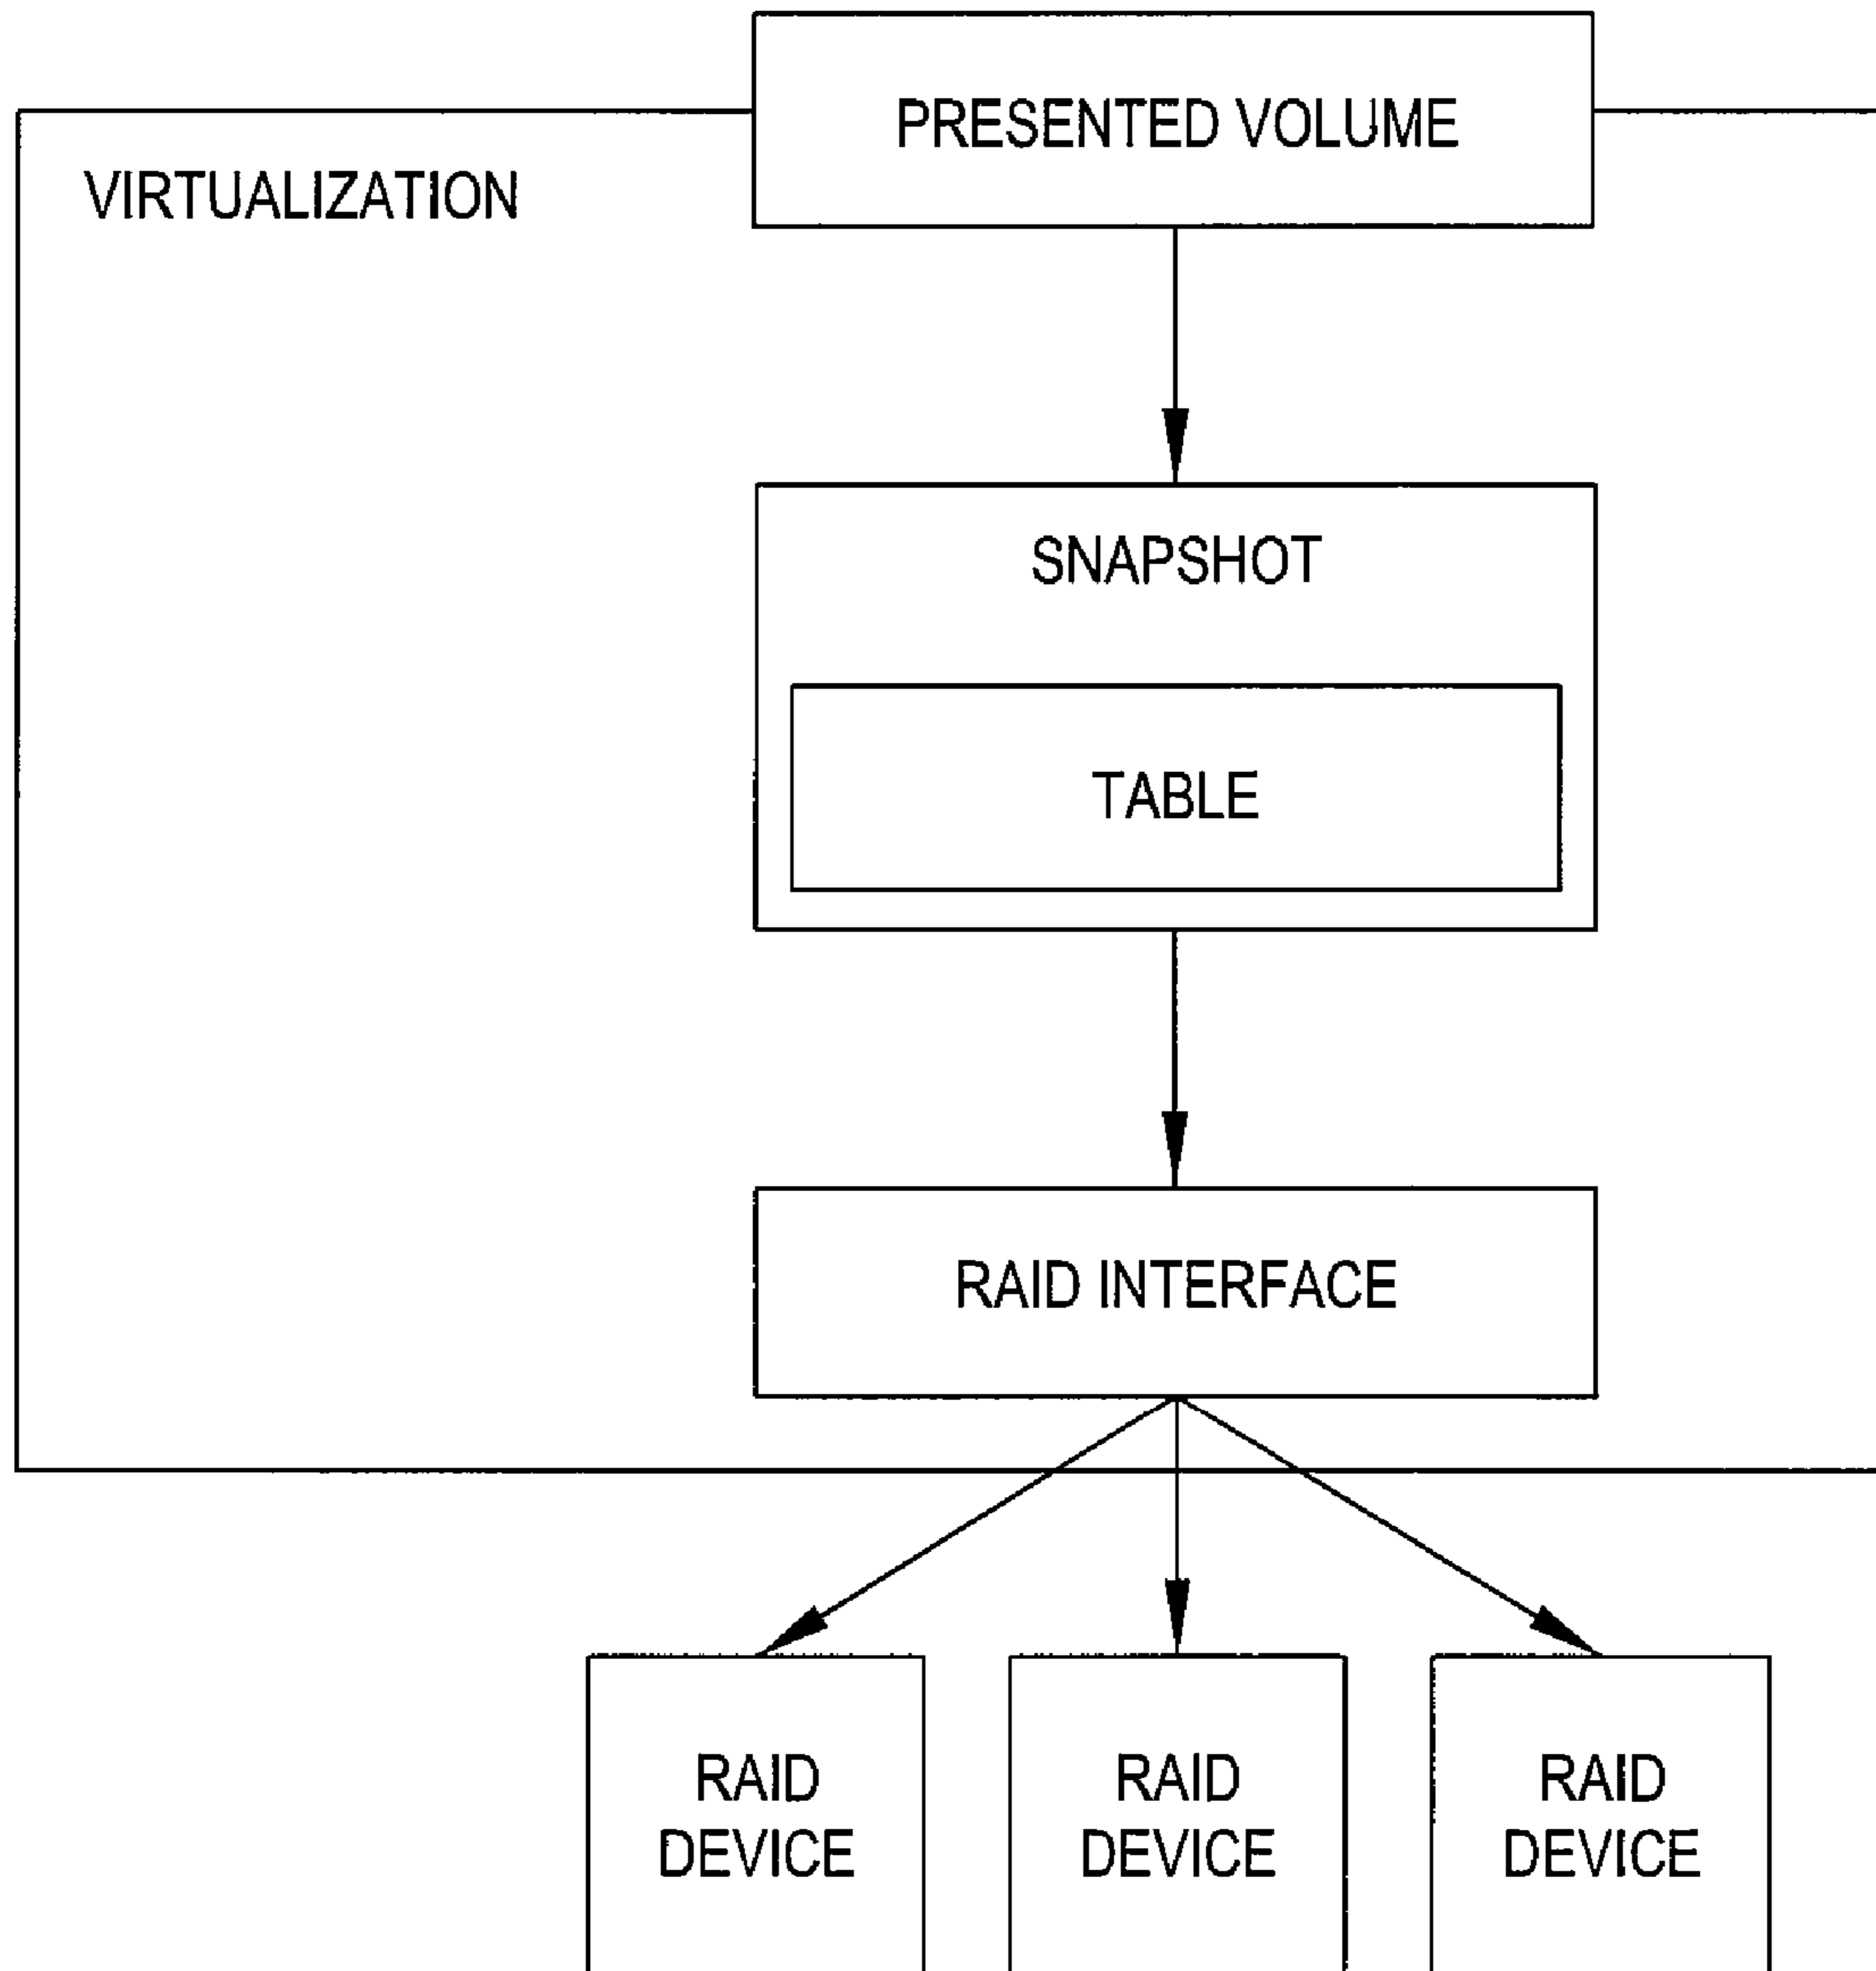 PRESENTED VOLUME
VIRTUALIZATION
SNAPSHOT
TABLE
RAID INTERFACE
RAID
DEVICE
RAID
DEVICE
RAID
DEVICE